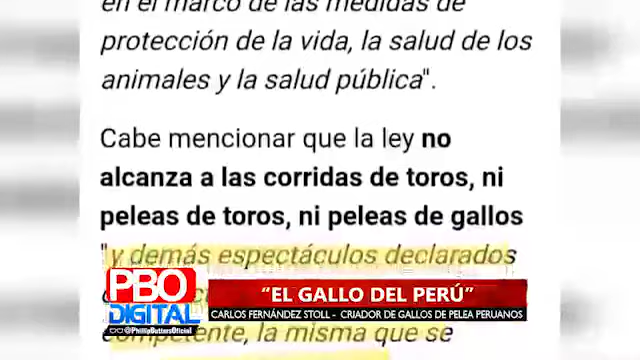 en el marco de las medidas de
protección de la vida, la salud de los
animales y la salud pública".
Cabe mencionar que la ley no
alcanza a las corridas de toros, ni
peleas de toros, ni peleas de gallos
"y demás espectáculos declarados
PBO
DIGITAL
@PhillipButtersOficial
"EL GALLO DEL PERÚ"
CARLOS FERNÁNDEZ STOLL - CRIADOR DE GALLOS DE PELEA PERUANOS
competente, la misma que se